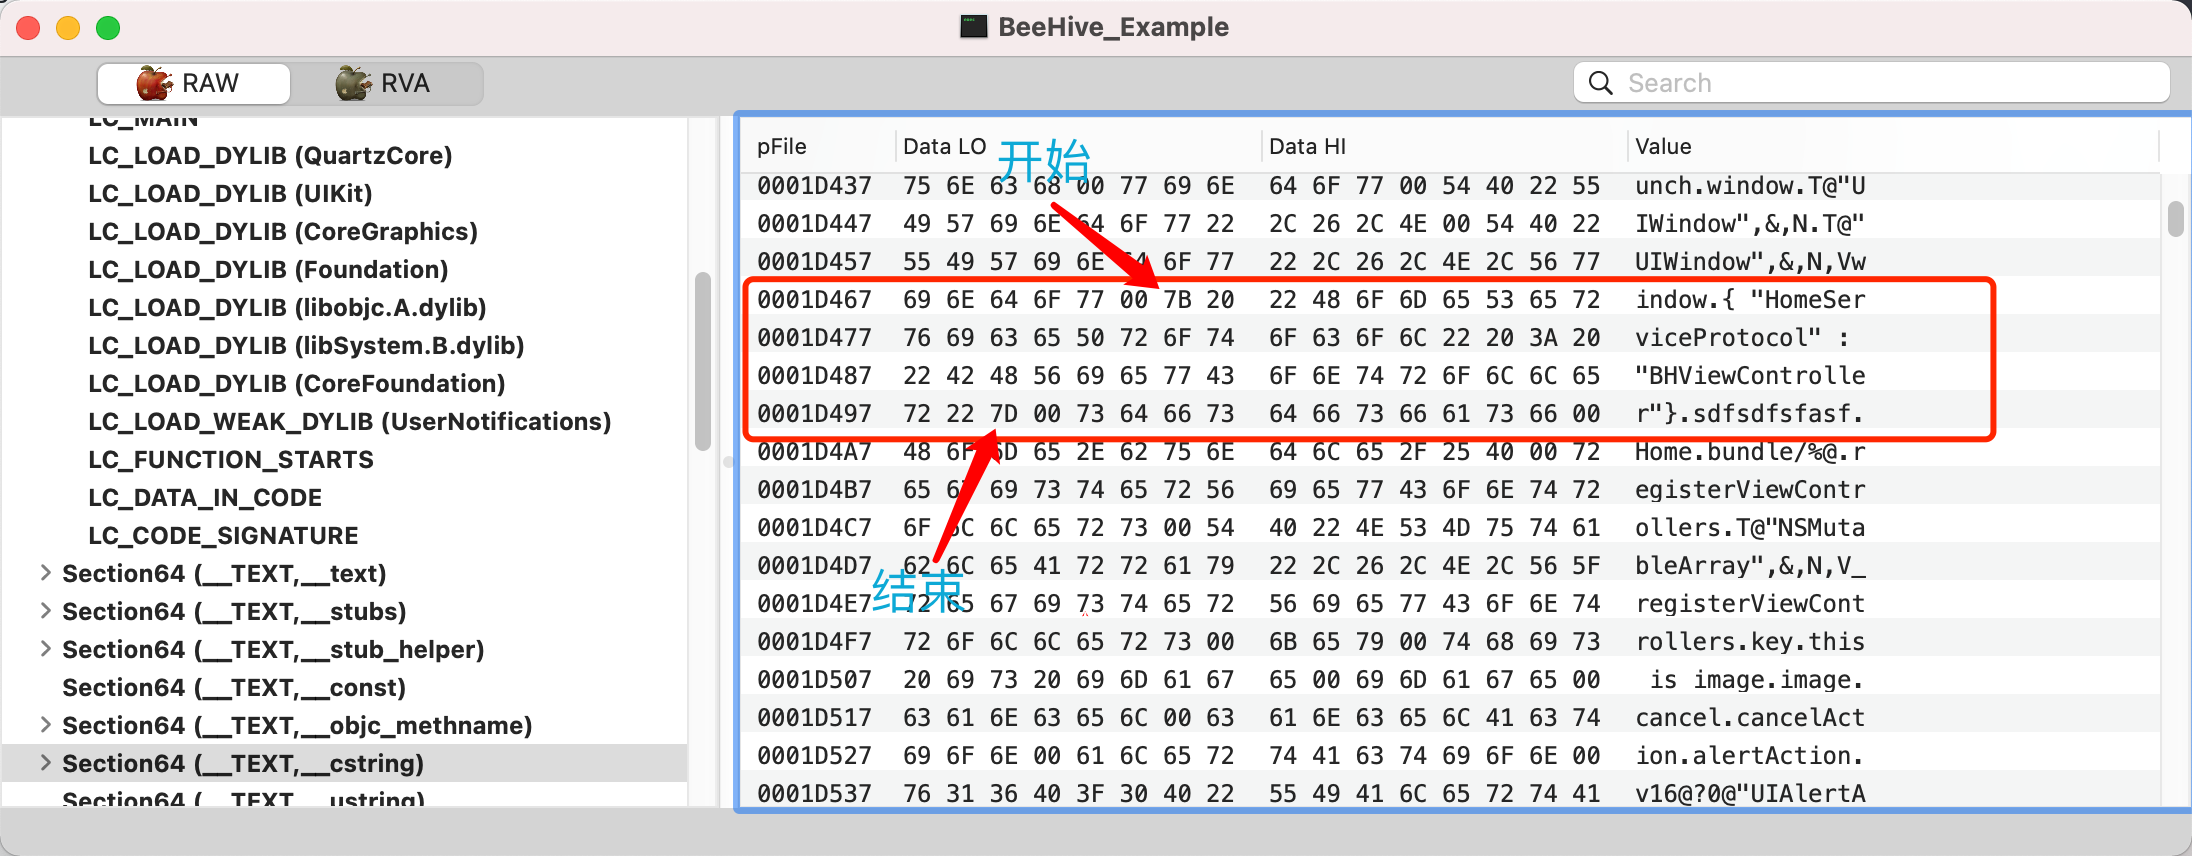 BeeHive_Example
RAW
RVA
Search
LC_MAIN
LC_LOAD_DYLIB (QuartzCore)
LC_LOAD_DYLIB (UIKit)
LC_LOAD_DYLIB (CoreGraphics)
LC_LOAD_DYLIB (Foundation)
LC_LOAD_DYLIB (libobjc.A.dylib)
LC_LOAD_DYLIB (libSystem.B.dylib)
LC_LOAD_DYLIB (CoreFoundation)
LC_LOAD_WEAK_DYLIB (UserNotifications)
LC_FUNCTION_STARTS
LC_DATA_IN_CODE
LC_CODE_SIGNATURE
Section64 (__TEXT,__text)
Section64 (__TEXT,__stubs)
Section64 (__TEXT,__stub_helper)
Section64 (__TEXT,__const)
Section64 (__TEXT,__objc_methname)
Section64 (__TEXT,__cstring)
Section64 (__TEXT,__ustring)
pFile Data LO Data HI Value
开始
0001D437 75 6E 63 68 00 77 69 6E 64 6F 77 00 54 40 22 55 unch.window.T@"U
0001D447 49 57 69 6E 64 6F 77 22 2C 26 2C 4E 00 54 40 22 IWindow",&,N.T@"
0001D457 55 49 57 69 6E 64 6F 77 22 2C 26 2C 4E 2C 56 77 UIWindow",&,N,Vw
0001D467 69 6E 64 6F 77 00 7B 20 22 48 6F 6D 65 53 65 72 indow.{ "HomeSer
0001D477 76 69 63 65 50 72 6F 74 6F 63 6F 6C 22 20 3A 20 viceProtocol" :
0001D487 22 42 48 56 69 65 77 43 6F 6E 74 72 6F 6C 6C 65 "BHViewControlle
0001D497 72 22 7D 00 73 64 66 73 64 66 73 66 61 73 66 00 r"}.sdfsdfsfasf.
0001D4A7 48 6F 6D 65 2E 62 75 6E 64 6C 65 2F 25 40 00 72 Home.bundle/%@.r
0001D4B7 65 67 69 73 74 65 72 56 69 65 77 43 6F 6E 74 72 egisterViewContr
0001D4C7 6F 6C 6C 65 72 73 00 54 40 22 4E 53 4D 75 74 61 ollers.T@"NSMuta
0001D4D7 62 6C 65 41 72 72 61 79 22 2C 26 2C 4E 2C 56 5F bleArray",&,N,V_
结束
0001D4E7 72 65 67 69 73 74 65 72 56 69 65 77 43 6F 6E 74 registerViewCont
0001D4F7 72 6F 6C 6C 65 72 73 00 6B 65 79 00 74 68 69 73 rollers.key.this
0001D507 20 69 73 20 69 6D 61 67 65 00 69 6D 61 67 65 00 is image.image.
0001D517 63 61 6E 63 65 6C 00 63 61 6E 63 65 6C 41 63 74 cancel.cancelAct
0001D527 69 6F 6E 00 61 6C 65 72 74 41 63 74 69 6F 6E 00 ion.alertAction.
0001D537 76 31 36 40 3F 30 40 22 55 49 41 6C 65 72 74 41 v16@?0@"UIAlertA